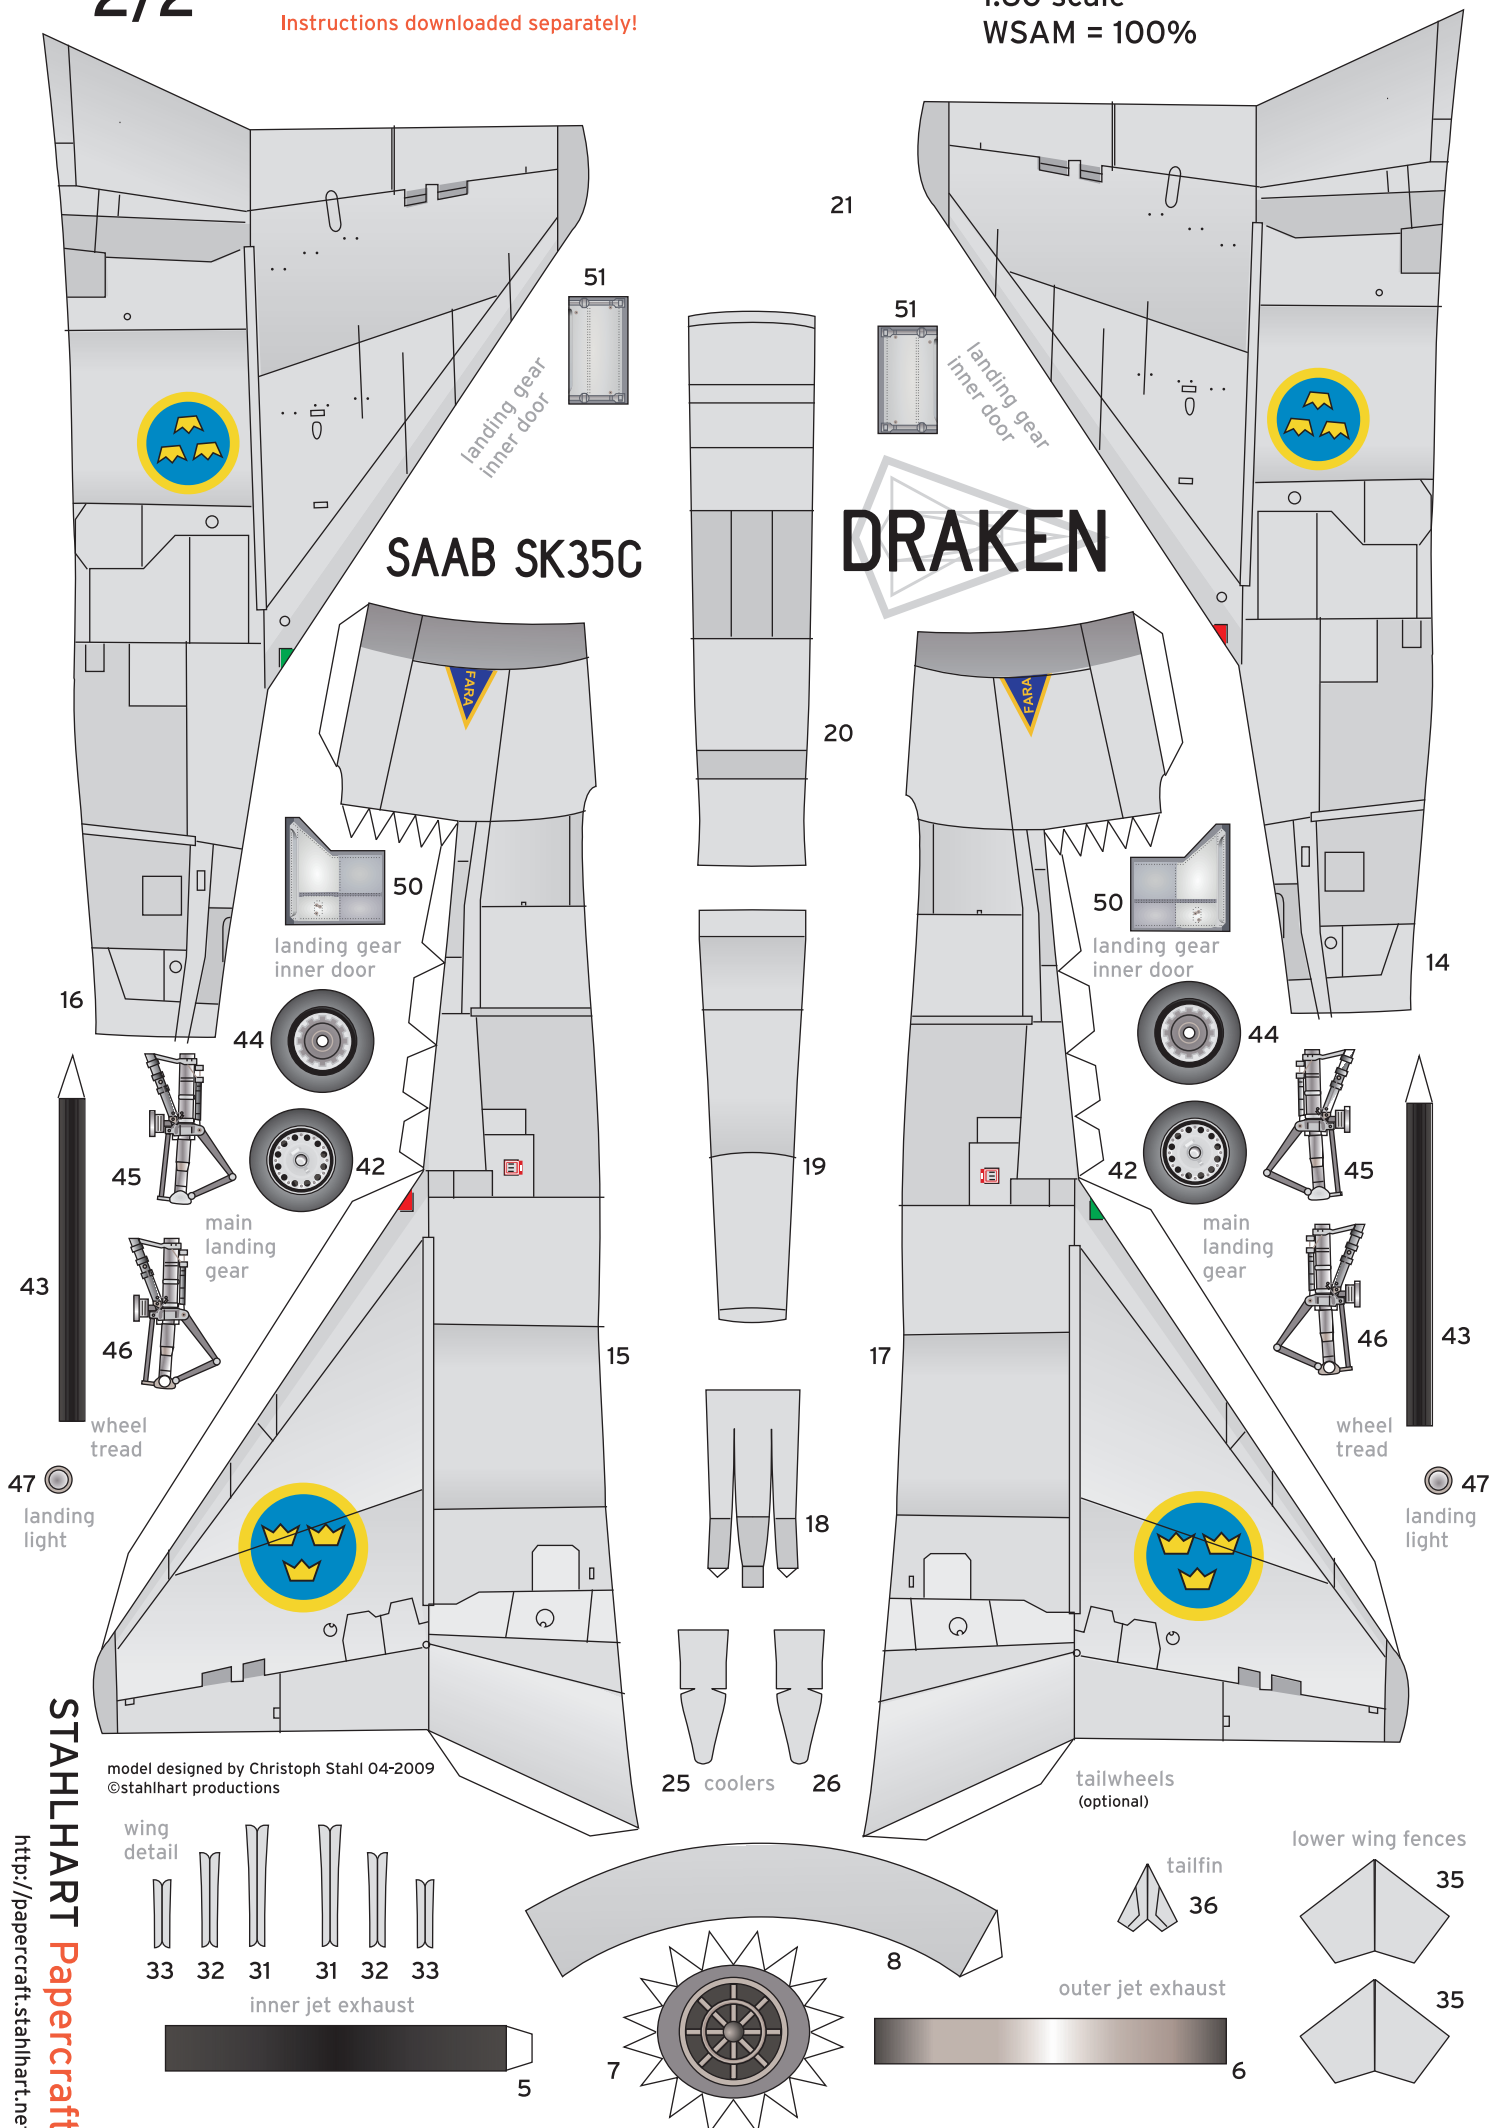 2/2
Instructions downloaded separately!
WSAM = 100%
21
51
landing gear
inner door
51
landing gear
inner door
SAAB SK35C
DRAKEN
FARA
FARA
20
50
landing gear
inner door
50
landing gear
inner door
16
14
44
44
45
42
42
45
19
main
landing
gear
main
landing
gear
43
46
15
17
46
43
wheel
tread
wheel
tread
47
landing
light
47
landing
light
18
25 coolers 26
tailwheels
(optional)
model designed by Christoph Stahl 04-2009
©stahlhart productions
STAHLHART Papercraft
http://papercraft.stahlhart.net
wing
detail
33 32 31 31 32 33
lower wing fences
35
tailfin
36
8
inner jet exhaust
outer jet exhaust
35
5
7
6